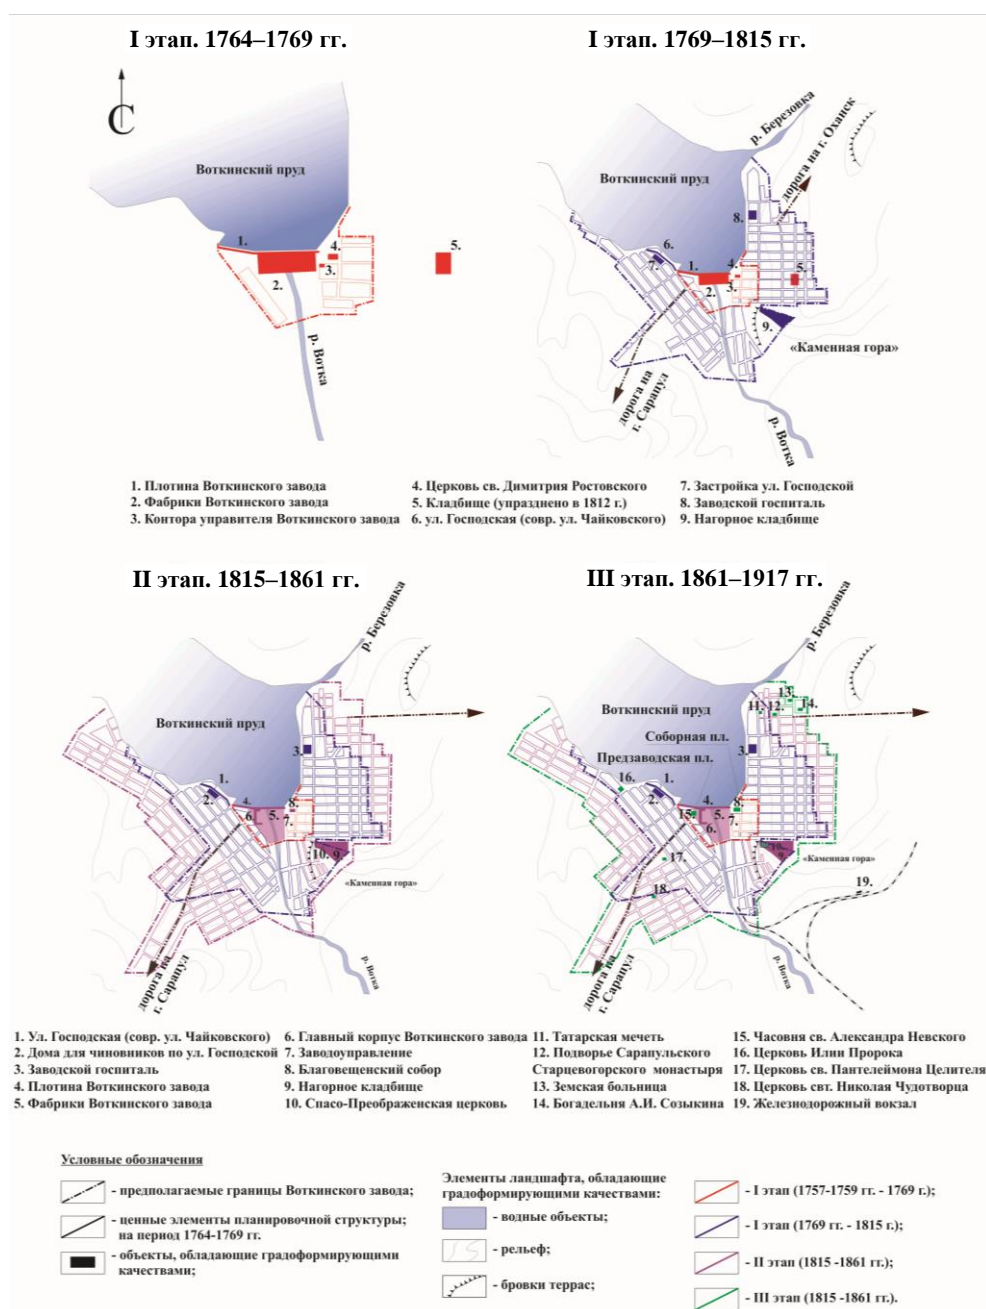 I этап. 1764–1769 гг.
I этап. 1769–1815 гг.
С
Воткинский пруд
1.
2.
3.
4.
5.
р. Вотка
р. Березовка
дорога на г. Оханск
Воткинский пруд
8.
6.
7.
1.
4.
5.
3.
2.
9.
«Каменная гора»
дорога на
г. Сарапул
р. Вотка
1. Плотина Воткинского завода
2. Фабрики Воткинского завода
3. Контора управителя Воткинского завода
4. Церковь св. Димитрия Ростовского
5. Кладбище (упразднено в 1812 г.)
6. ул. Господская (совр. ул. Чайковского)
7. Застройка ул. Господской
8. Заводской госпиталь
9. Нагорное кладбище
II этап. 1815–1861 гг.
III этап. 1861–1917 гг.
р. Березовка
Воткинский пруд
3.
1.
2.
4.
8.
5.
6.
7.
10.
9.
«Каменная гора»
дорога на
г. Сарапул
р. Вотка
р. Березовка
13.
11.
12.
14.
Воткинский пруд
Соборная пл.
3.
Предзаводская пл.
16.
1.
2.
4.
8.
15.
5.
7.
6.
10.
9.
17.
«Каменная гора»
18.
19.
дорога на
г. Сарапул
р. Вотка
1. Ул. Господская (совр. ул. Чайковского)
2. Дома для чиновников по ул. Господской
3. Заводской госпиталь
4. Плотина Воткинского завода
5. Фабрики Воткинского завода
6. Главный корпус Воткинского завода
7. Заводоуправление
8. Благовещенский собор
9. Нагорное кладбище
10. Спасо-Преображенская церковь
11. Татарская мечеть
12. Подворье Сарапульского
Старцевогорского монастыря
13. Земская больница
14. Богадельня А.И. Созыкина
15. Часовня св. Александра Невского
16. Церковь Илии Пророка
17. Церковь св. Пантелеймона Целителя
18. Церковь свт. Николая Чудотворца
19. Железнодорожный вокзал
Условные обозначения
- предполагаемые границы Воткинского завода;
- ценные элементы планировочной структуры;
на период 1764-1769 гг.
- объекты, обладающие градоформирующими
качествами;
Элементы ландшафта, обладающие
градоформирующими качествами:
- водные объекты;
- рельеф;
- бровки террас;
- I этап (1757-1759 гг. - 1769 г.);
- I этап (1769 гг. - 1815 г.);
- II этап (1815 -1861 гг.);
- III этап (1815 -1861 гг.).